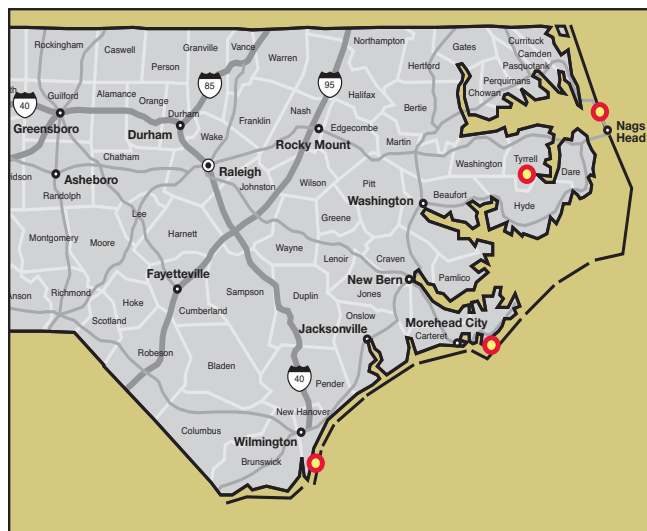 Rockingham
Caswell
Granville
Vance
Person
Warren
Northampton
Gates
Currituck
Camden
Pasquotank
Perquimans
Chowan
Hertford
Halifax
Bertie
Guilford
Alamance
Orange
Durham
85
95
40
Greensboro
Durham
Wake
Franklin
Nash
Edgecombe
Rocky Mount
Martin
Washington
Tyrrell
Dare
Nags
Head
Chatham
Raleigh
Johnston
Wilson
Pitt
Beaufort
Hyde
Asheboro
Randolph
idson
Lee
Harnett
Greene
Washington
Montgomery
Moore
Wayne
Lenoir
Craven
Pamlico
Fayetteville
New Bern
Jones
Anson
Richmond
Hoke
Cumberland
Sampson
Duplin
Onslow
Scotland
Jacksonville
Morehead City
Carteret
Robeson
Bladen
40
Pender
New Hanover
Columbus
Wilmington
Brunswick